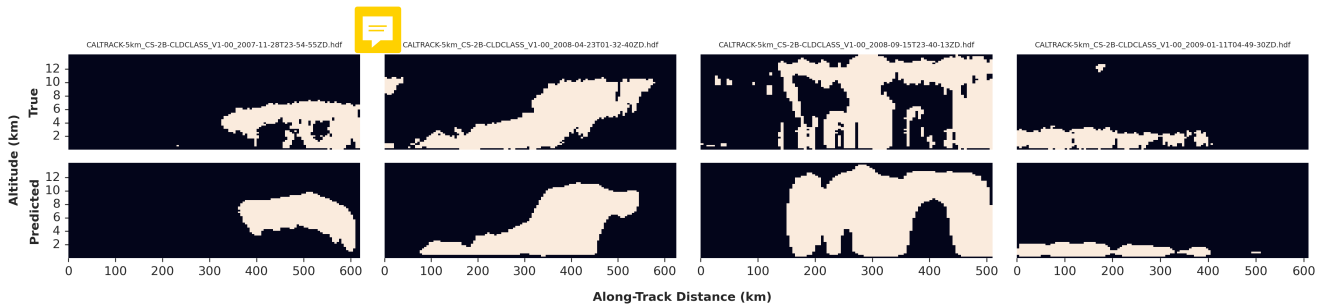 CALTRACK-5km_CS-2B-CLDCLASS_V1-00_2007-11-28T23-54-55ZD.hdf
CALTRACK-5km_CS-2B-CLDCLASS_V1-00_2008-04-23T01-32-40ZD.hdf
CALTRACK-5km_CS-2B-CLDCLASS_V1-00_2008-09-15T23-40-13ZD.hdf
CALTRACK-5km_CS-2B-CLDCLASS_V1-00_2009-01-11T04-49-30ZD.hdf
Altitude (km)
True
12
10
8
6
4
2
Predicted
12
10
8
6
4
2
0 100 200 300 400 500 600
0 100 200 300 400 500 600
0 100 200 300 400 500
0 100 200 300 400 500 600
Along-Track Distance (km)